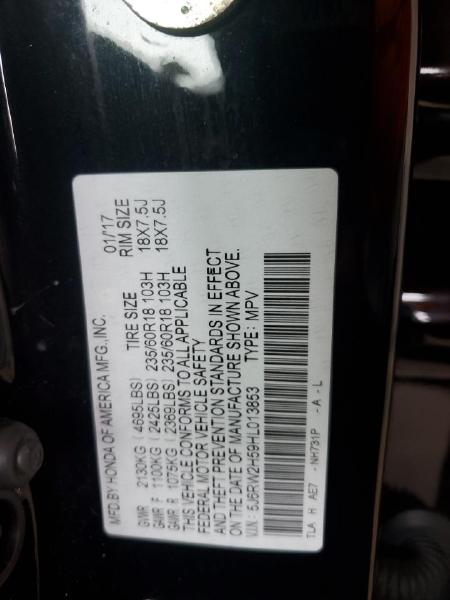 MFD.BY HONDA OF AMERICA MFG.,INC. 01/'17
TIRE SIZE RIM SIZE
GVWR 2130KG (4695LBS)
GAWR F 1100KG (2425LBS) 235/60R18 103H 18X7.5J
GAWR R 1075KG (2369LBS) 235/60R18 103H 18X7.5J
THIS VEHICLE CONFORMS TO ALL APPLICABLE
FEDERAL MOTOR VEHICLE SAFETY
AND THEFT PREVENTION STANDARDS IN EFFECT
ON THE DATE OF MANUFACTURE SHOWN ABOVE.
V.I.N.: 5J6RW2H59HL013853 TYPE: MPV
TLA H AE7 - NH731P - A - L